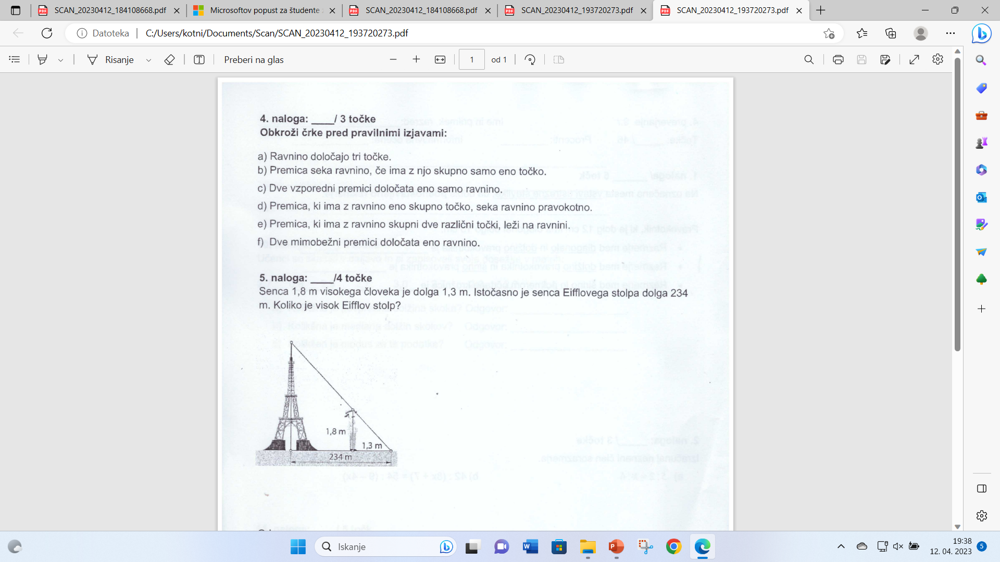 SCAN_20230412_184108668.pdf
Microsoftov popust za študente
SCAN_20230412_184108668.pdf
SCAN_20230412_193720273.pdf
SCAN_20230412_193720273.pdf
Datoteka
C:/Users/kotni/Documents/Scan/SCAN_20230412_193720273.pdf
Risanje
Preberi na glas
1
od 1
4. naloga: ____/ 3 točke
Obkroži črke pred pravilnimi izjavami:
a) Ravnino določajo tri točke.
b) Premica seka ravnino, če ima z njo skupno samo eno točko.
c) Dve vzporedni premici določata eno samo ravnino.
d) Premica, ki ima z ravnino eno skupno točko, seka ravnino pravokotno.
e) Premica, ki ima z ravnino skupni dve različni točki, leži na ravnini.
f) Dve mimobežni premici določata eno ravnino.
5. naloga: ____/4 točke
Senca 1,8 m visokega človeka je dolga 1,3 m. Istočasno je senca Eifflovega stolpa dolga 234
m. Koliko je visok Eifflov stolp?
1,8 m
1,3 m
234 m
Iskanje
19:38
12. 04. 2023
5